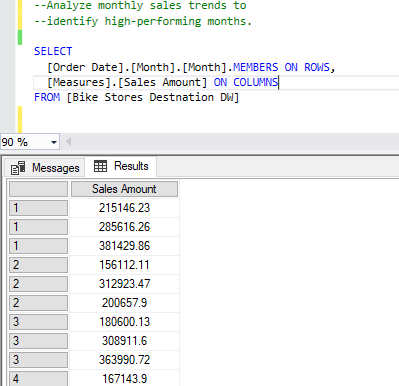 --Analyze monthly sales trends to
--identify high-performing months.
SELECT
[Order Date].[Month].[Month].MEMBERS ON ROWS,
[Measures].[Sales Amount] ON COLUMNS
FROM [Bike Stores Destnation DW]
90 %
Messages Results
Sales Amount
1 215146.23
1 285616.26
1 381429.86
2 156112.11
2 312923.47
2 200657.9
3 180600.13
3 308911.6
3 363990.72
4 167143.9